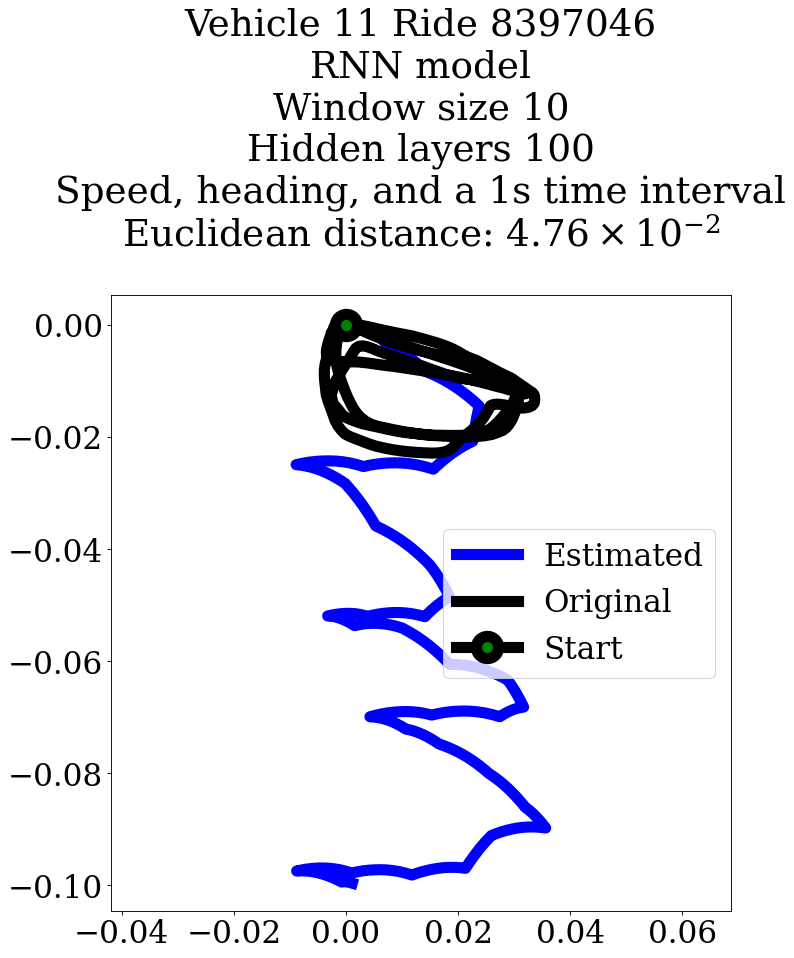 Vehicle 11 Ride 8397046
RNN model
Window size 10
Hidden layers 100
Speed, heading, and a 1s time interval
Euclidean distance: 4.76 × 10⁻²
0.00
−0.02
−0.04
−0.06
−0.08
−0.10
Estimated
Original
Start
−0.04 −0.02 0.00 0.02 0.04 0.06